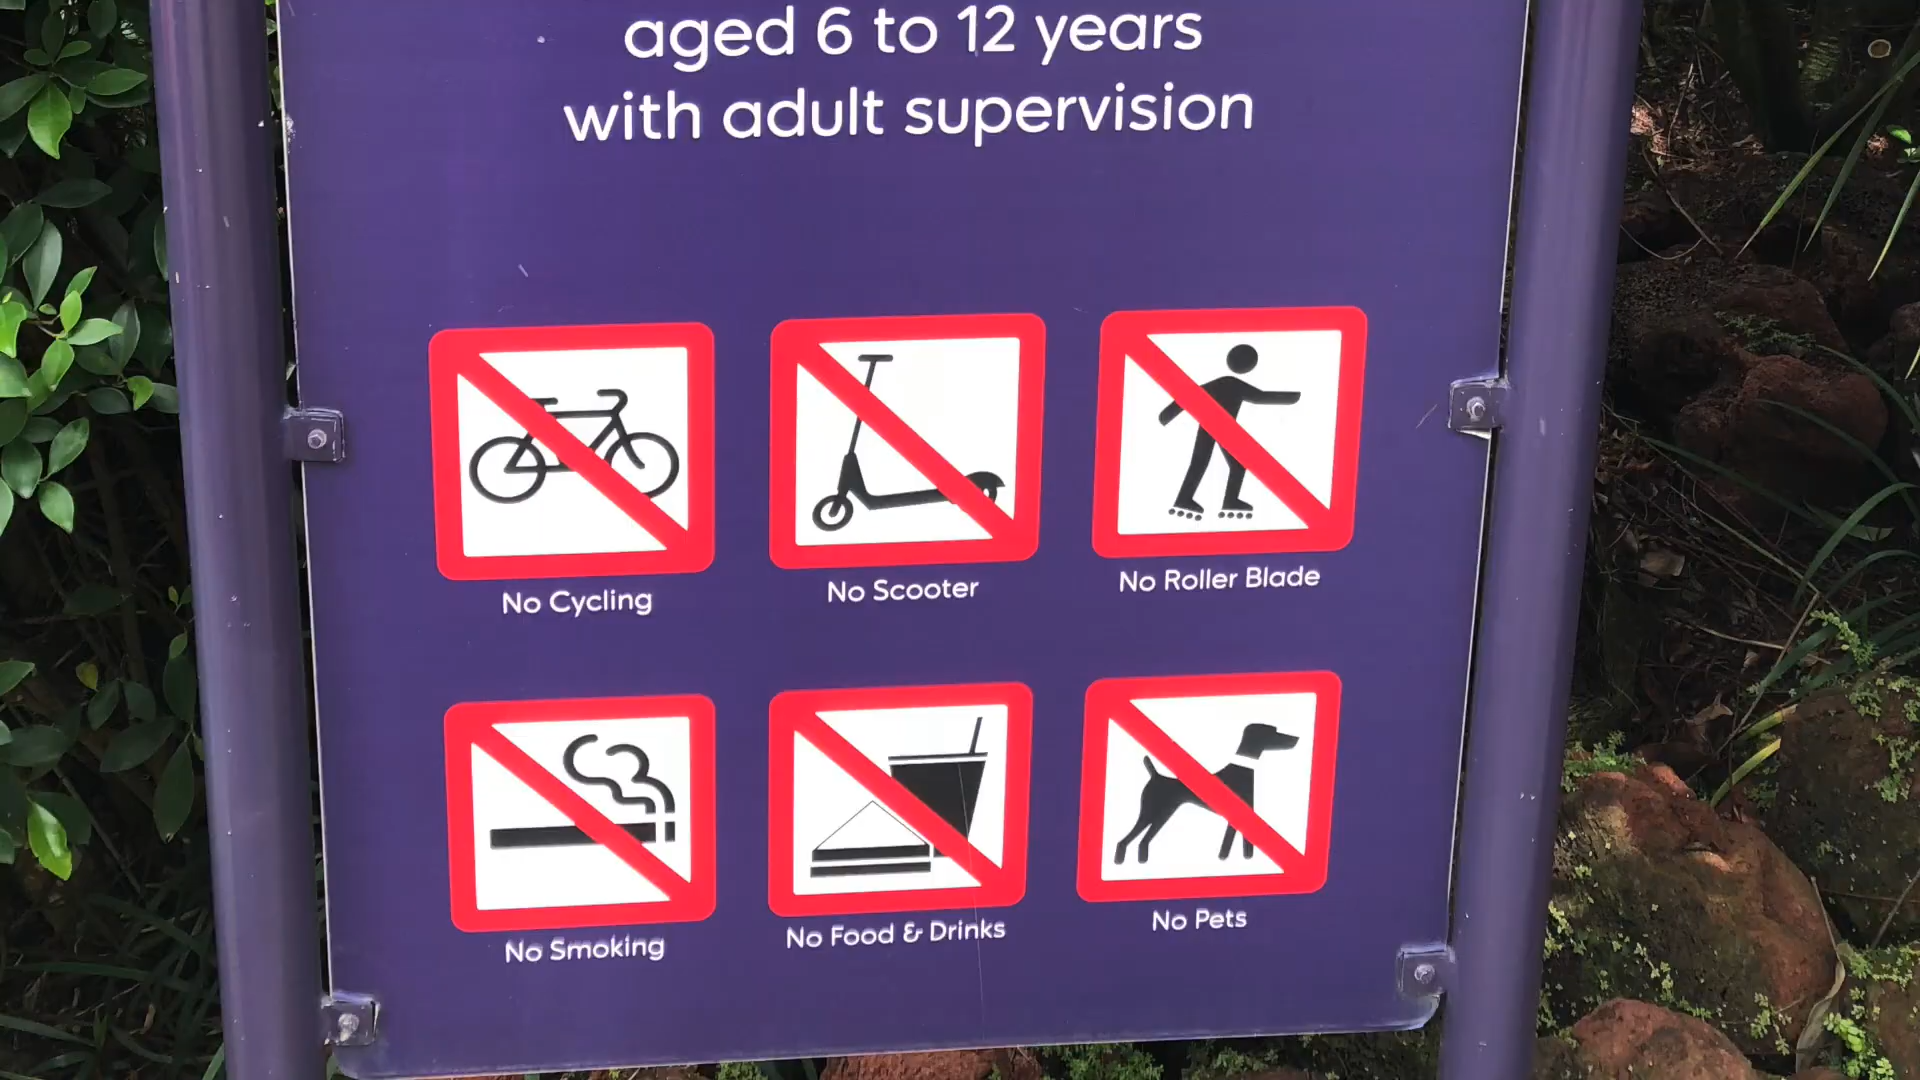 aged 6 to 12 years
with adult supervision
No Cycling
No Scooter
No Roller Blade
No Smoking
No Food & Drinks
No Pets